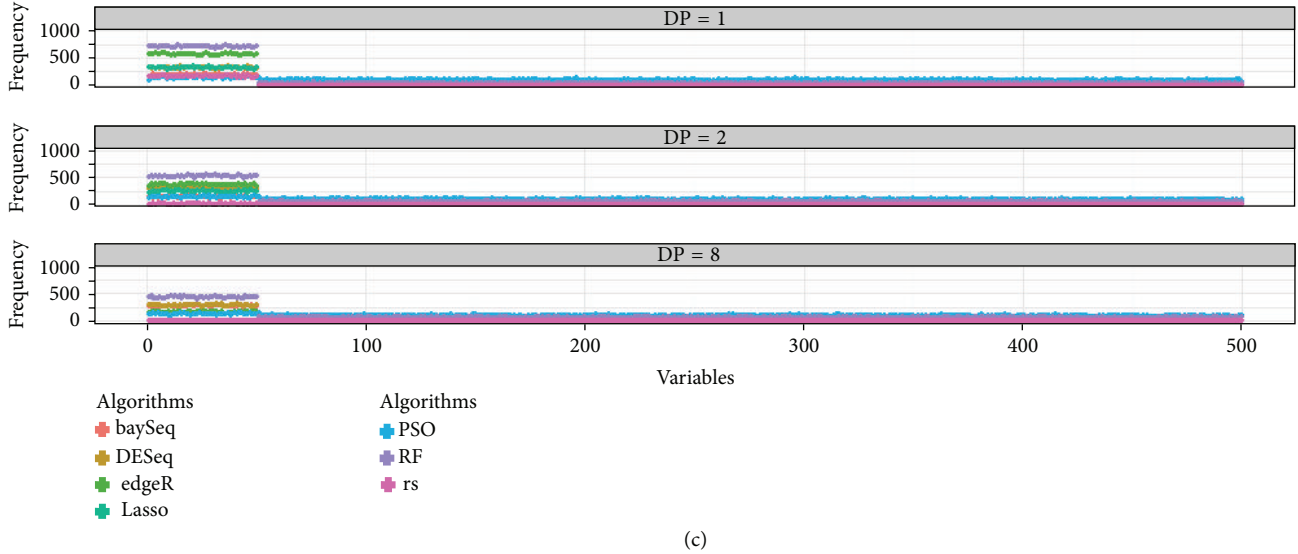 DP = 1
Frequency
1000
500
0
DP = 2
Frequency
1000
500
0
DP = 8
Frequency
1000
500
0
0 100 200 300 400 500
Variables
Algorithms
baySeq
DESeq
edgeR
Lasso
Algorithms
PSO
RF
rs
(c)